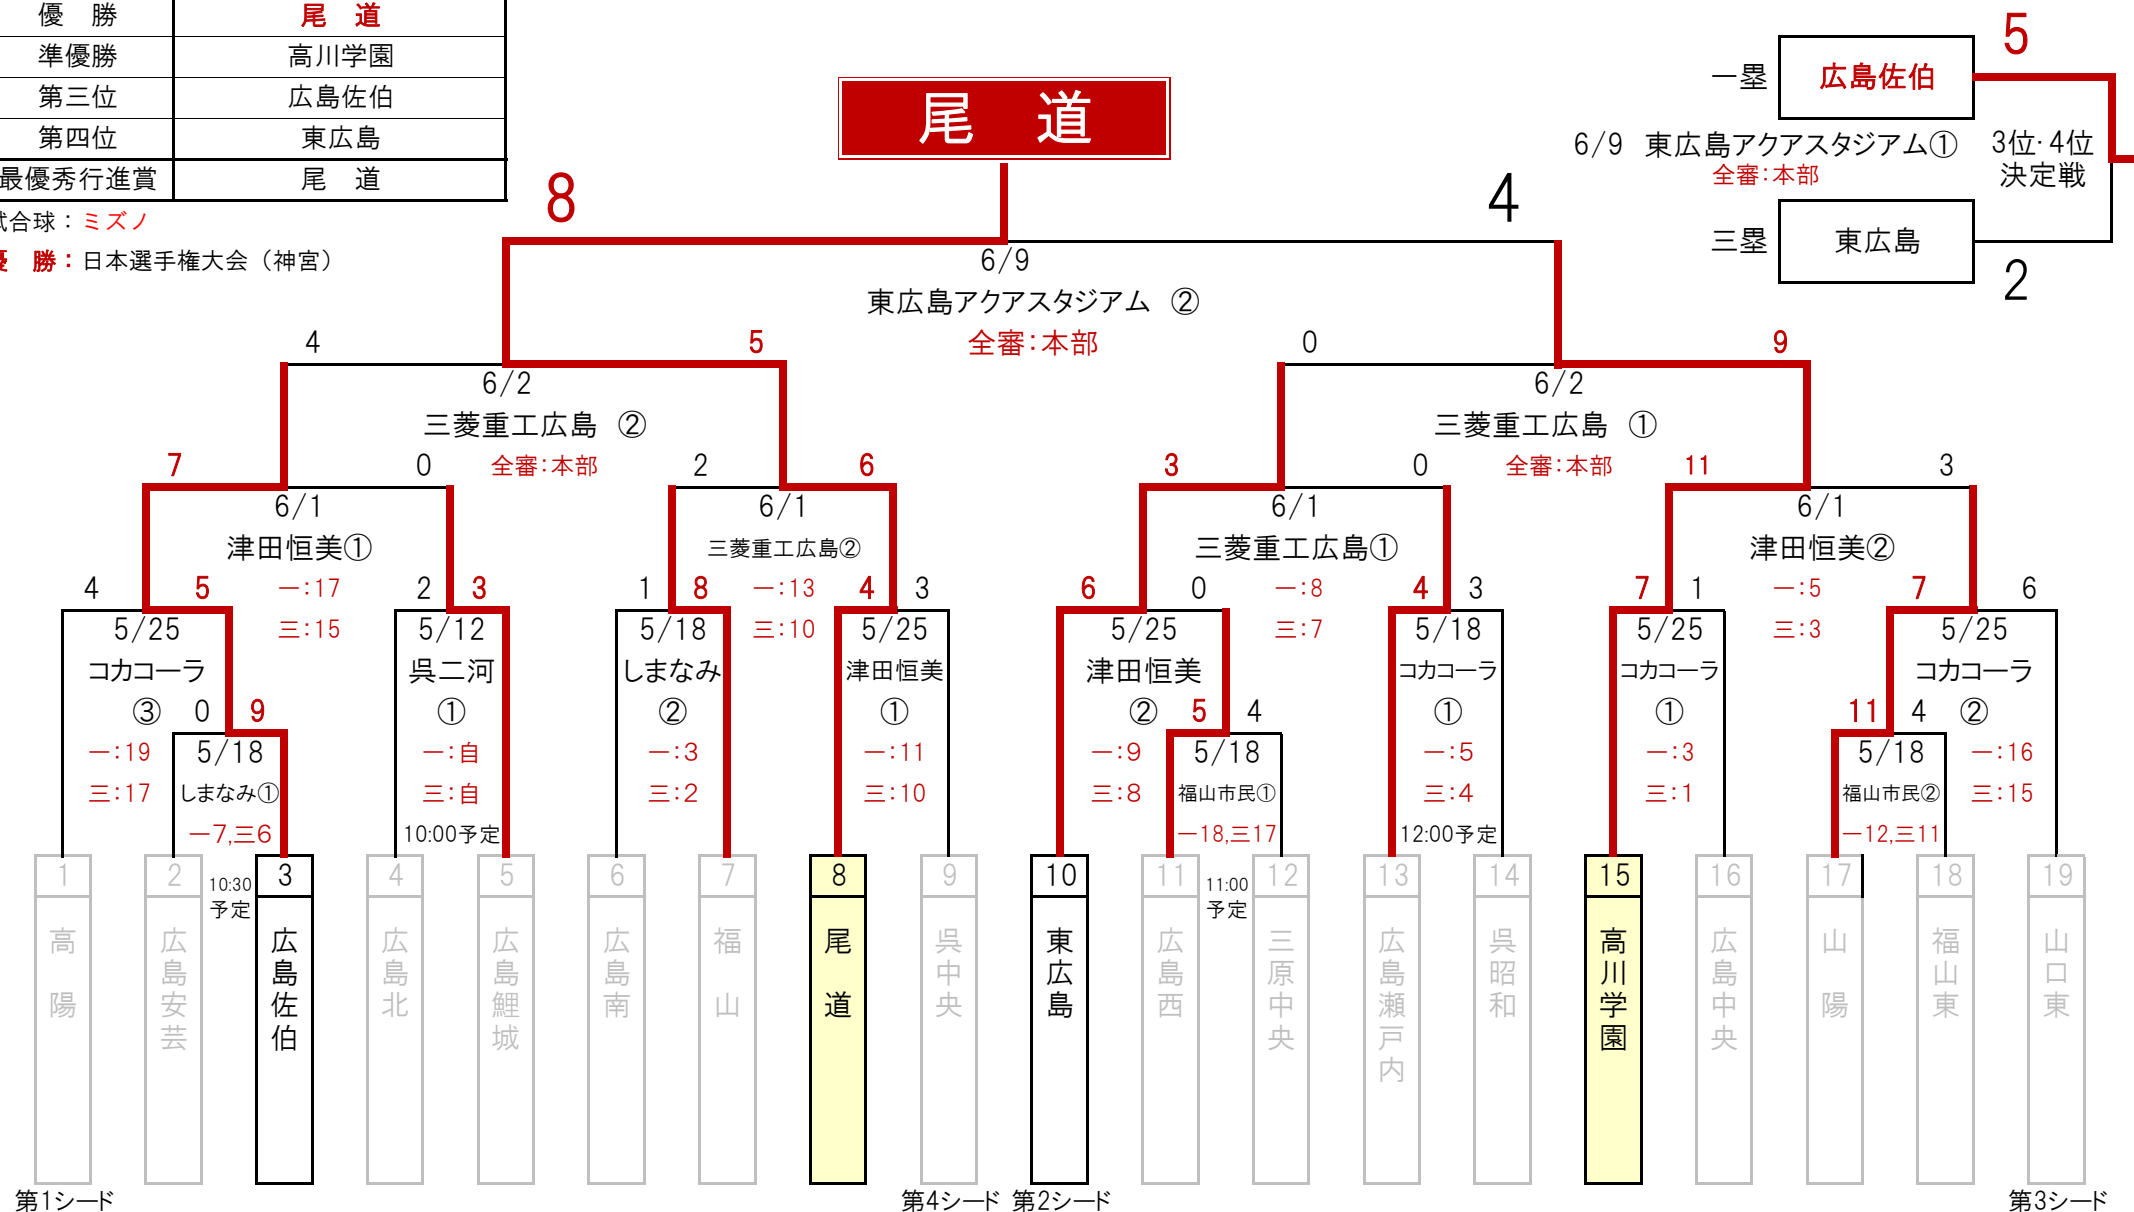 優　勝　尾　道
準優勝　高川学園
第三位　広島佐伯
第四位　東広島
最優秀行進賞　尾　道
試合球：ミズノ
優　勝：日本選手権大会（神宮）
尾　道
5
一塁　広島佐伯
6/9　東広島アクアスタジアム①　3位・4位
全審：本部　決定戦
三塁　東広島
2
8　4
6/9
東広島アクアスタジアム　②
全審：本部
4　5　0　9
6/2　6/2
三菱重工広島　②　三菱重工広島　①
全審：本部　全審：本部
7　0　2　6　3　0　11　3
6/1　6/1　6/1　6/1
津田恒美①　三菱重工広島②　三菱重工広島①　津田恒美②
4　5　一：17　2　3　1　8　一：13　4　3　6　0　一：8　4　3　7　1　一：5　7　6
5/25　三：15　5/12　5/18　三：10　5/25　5/25　三：7　5/18　5/25　三：3　5/25
コカコーラ　呉二河　しまなみ　津田恒美　津田恒美　コカコーラ　コカコーラ　コカコーラ
③　0　9　①　②　①　②　5　4　①　①　11　4　②
一：19　5/18　一：自　一：3　一：11　一：9　5/18　一：5　一：3　5/18　一：16
三：17　しまなみ①　三：自　三：2　三：10　三：8　福山市民①　三：4　三：1　福山市民②　三：15
一7,三6　10:00予定　一18,三17　12:00予定　一12,三11
1　2　10:30　3　4　5　6　7　8　9　10　11　11:00　12　13　14　15　16　17　18　19
予定　予定
高陽　広島安芸　広島佐伯　広島北　広島鯉城　広島南　福山　尾道　呉中央　東広島　広島西　三原中央　広島瀬戸内　呉昭和　高川学園　広島中央　山陽　福山東　山口東
第1シード　第4シード　第2シード　第3シード